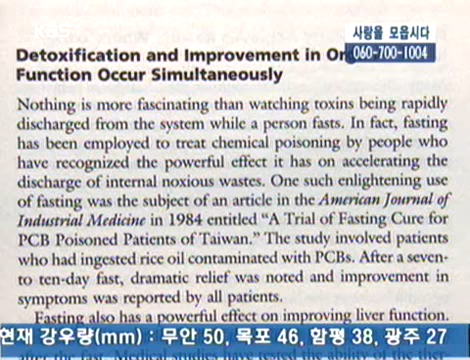 KBS
사랑을 모읍시다
060-700-1004
Detoxification and Improvement in
Function Occur Simultaneously
Nothing is more fascinating than watching toxins being rapidly
discharged from the system while a person fasts. In fact, fasting
has been employed to treat chemical poisoning by people who
have recognized the powerful effect it has on accelerating the
discharge of internal noxious wastes. One such enlightening use
of fasting was the subject of an article in the American Journal of
Industrial Medicine in 1984 entitled “A Trial of Fasting Cure for
PCB Poisoned Patients of Taiwan.” The study involved patients
who had ingested rice oil contaminated with PCBs. After a seven-
to ten-day fast, dramatic relief was noted and improvement in
symptoms was reported by all patients.
Fasting also has a powerful effect on improving liver function.
현재 강우량(mm) : 무안 50, 목포 46, 함평 38, 광주 27